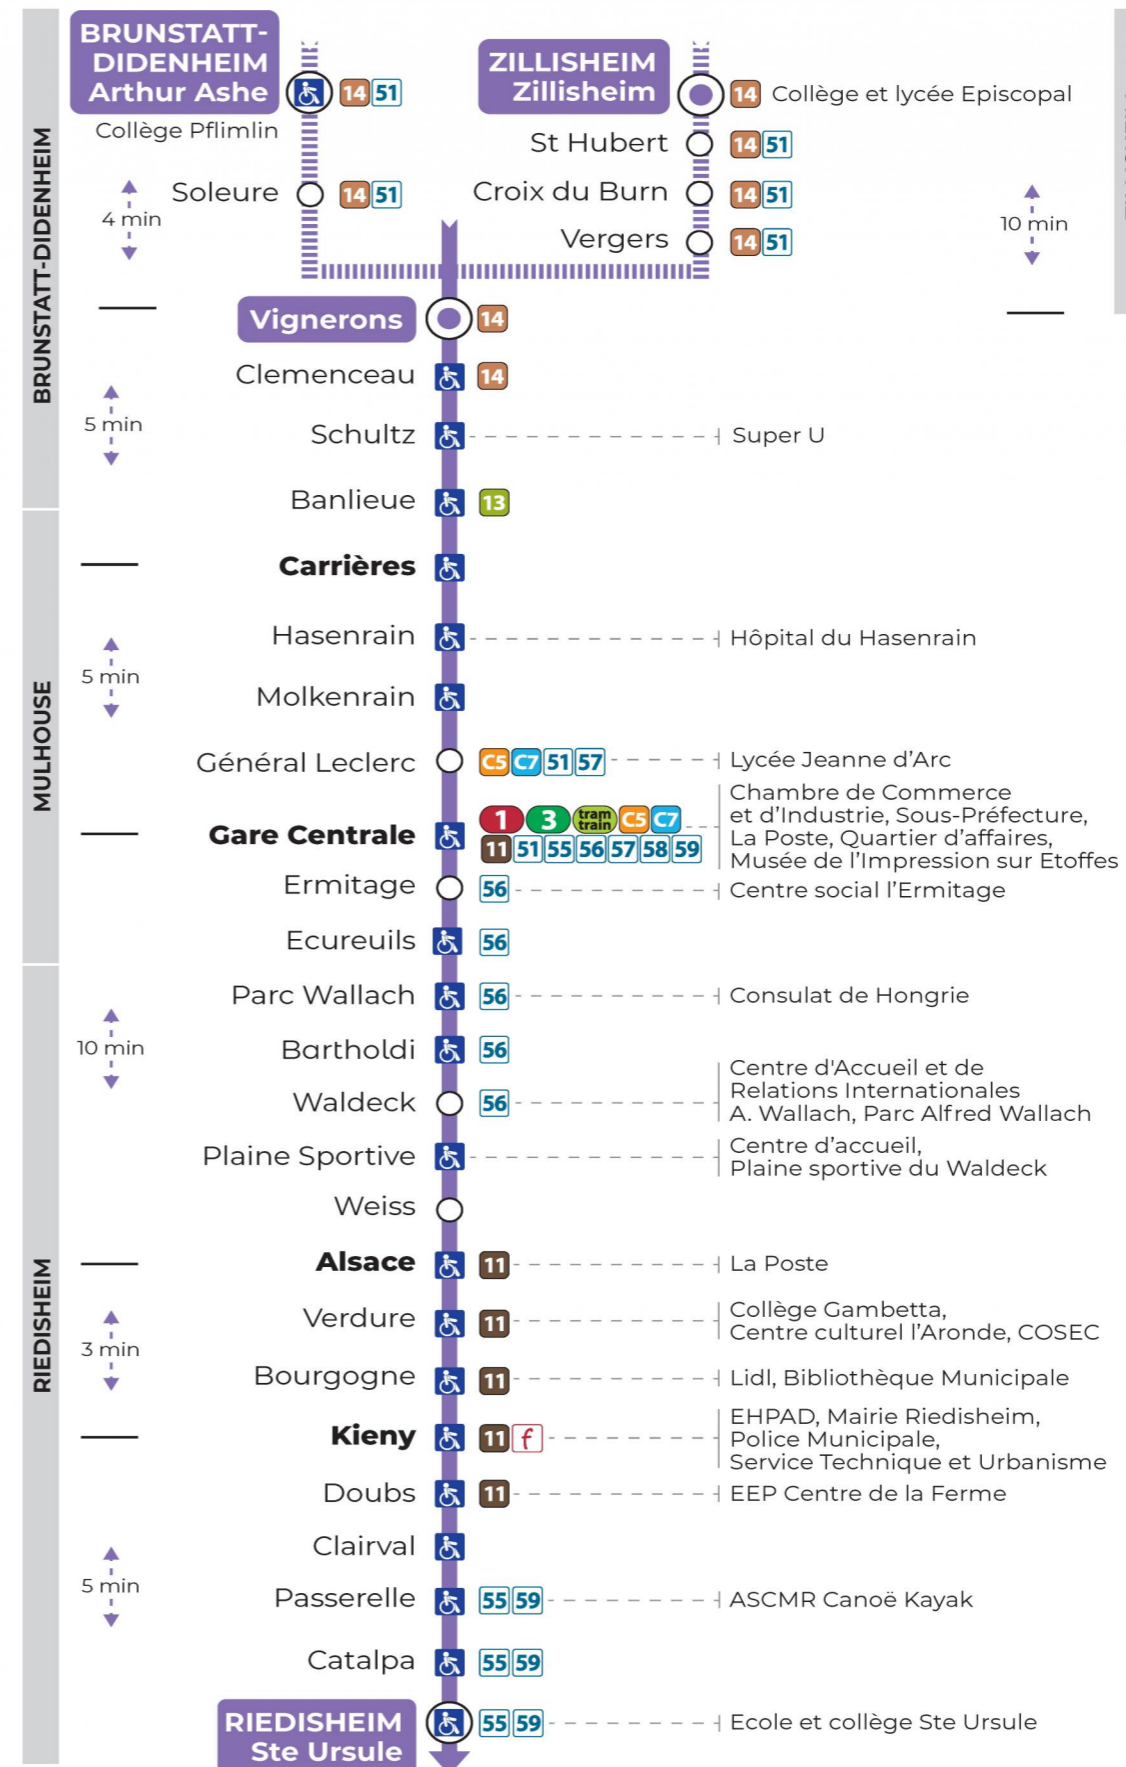 BRUNSTATT-
DIDENHEIM
Arthur Ashe
14 51
Collège Pflimlin
Soleure
14 51
4 min
ZILLISHEIM
Zillisheim
14 Collège et lycée Episcopal
St Hubert
14 51
Croix du Burn
14 51
Vergers
14 51
10 min
BRUNSTATT-DIDENHEIM
Vignerons
14
Clemenceau
14
5 min
Schultz
Super U
Banlieue
13
MULHOUSE
Carrières
Hasenrain
Hôpital du Hasenrain
5 min
Molkenrain
Général Leclerc
C5 C7 51 57
Lycée Jeanne d’Arc
Gare Centrale
1 3 tram
train C5 C7
11 51 55 56 57 58 59
Chambre de Commerce
et d’Industrie, Sous-Préfecture,
La Poste, Quartier d’affaires,
Musée de l’Impression sur Etoffes
Ermitage
56
Centre social l’Ermitage
Ecureuils
56
RIEDISHEIM
Parc Wallach
56
Consulat de Hongrie
10 min
Bartholdi
56
Waldeck
56
Centre d'Accueil et de
Relations Internationales
A. Wallach, Parc Alfred Wallach
Plaine Sportive
Centre d’accueil,
Plaine sportive du Waldeck
Weiss
Alsace
11
La Poste
Verdure
11
Collège Gambetta,
Centre culturel l’Aronde, COSEC
3 min
Bourgogne
11
Lidl, Bibliothèque Municipale
Kieny
11 f
EHPAD, Mairie Riedisheim,
Police Municipale,
Service Technique et Urbanisme
Doubs
11
EEP Centre de la Ferme
Clairval
5 min
Passerelle
55 59
ASCMR Canoë Kayak
Catalpa
55 59
RIEDISHEIM
Ste Ursule
55 59
Ecole et collège Ste Ursule